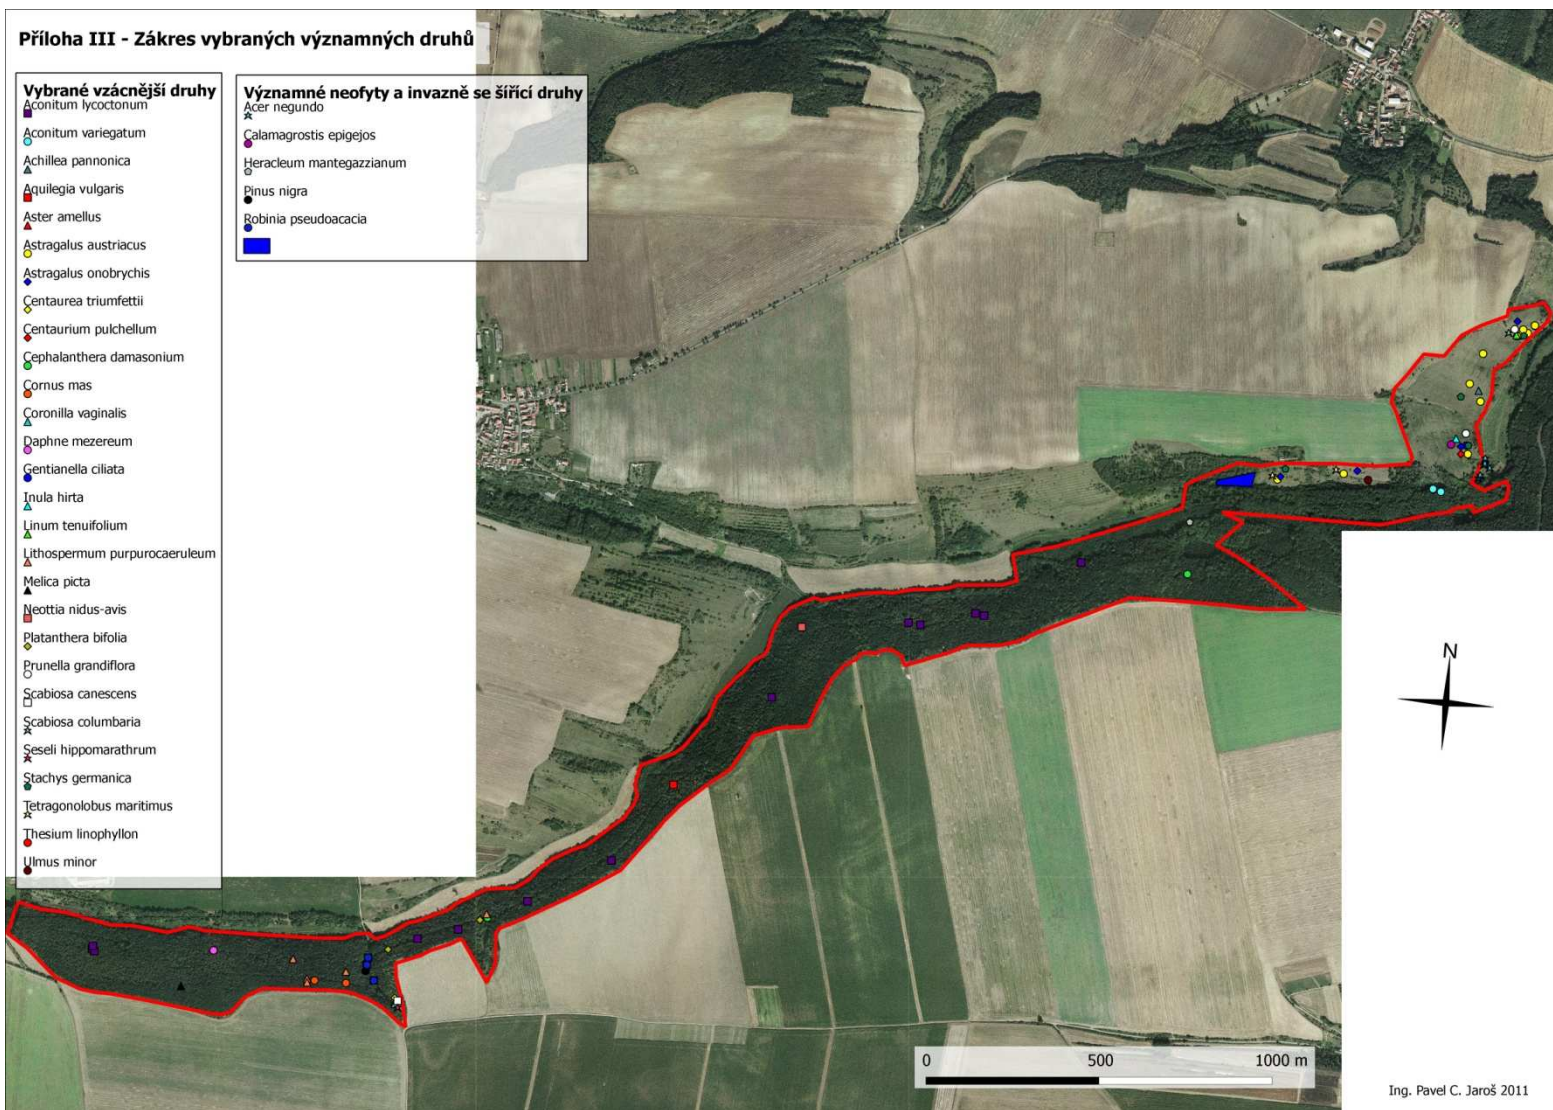 Příloha III - Zákres vybraných významných druhů
Vybrané vzácnější druhy
Aconitum lycoctonum
Aconitum variegatum
Achillea pannonica
Aquilegia vulgaris
Aster amellus
Astragalus austriacus
Astragalus onobrychis
Centaurea triumfettii
Centaurium pulchellum
Cephalanthera damasonium
Cornus mas
Coronilla vaginalis
Daphne mezereum
Gentianella ciliata
Inula hirta
Linum tenuifolium
Lithospermum purpurocaeruleum
Melica picta
Neottia nidus-avis
Platanthera bifolia
Prunella grandiflora
Scabiosa canescens
Scabiosa columbaria
Seseli hippomarathrum
Stachys germanica
Tetragonolobus maritimus
Thesium linophyllon
Ulmus minor
Významné neofyty a invazně se šířící druhy
Acer negundo
Calamagrostis epigejos
Heracleum mantegazzianum
Pinus nigra
Robinia pseudoacacia
N
0 500 1000 m
Ing. Pavel C. Jaroš 2011